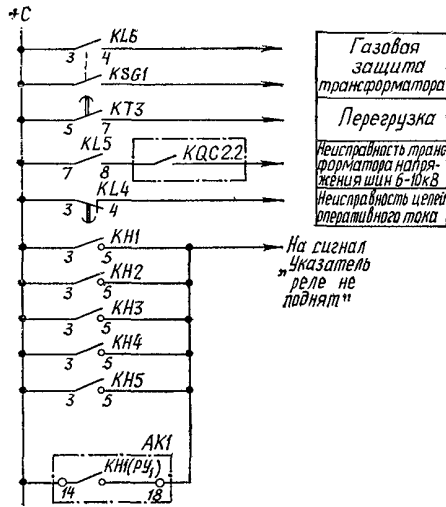 +C
KL6
3 4
KSG1
KT3
5 7
KL5
7 8
KQC2.2
KL4
3 4
KH1
3 5
KH2
3 5
KH3
3 5
KH4
3 5
KH5
3 5
AK1
KH1(РУ₁)
14 18
На сигнал
„Указатель
реле не
поднят"
Газовая
защита
трансформатора
Перегрузка
Неисправность транс-
форматора напря-
жения шин 6-10кВ
Неисправность цепей
оперативного тока